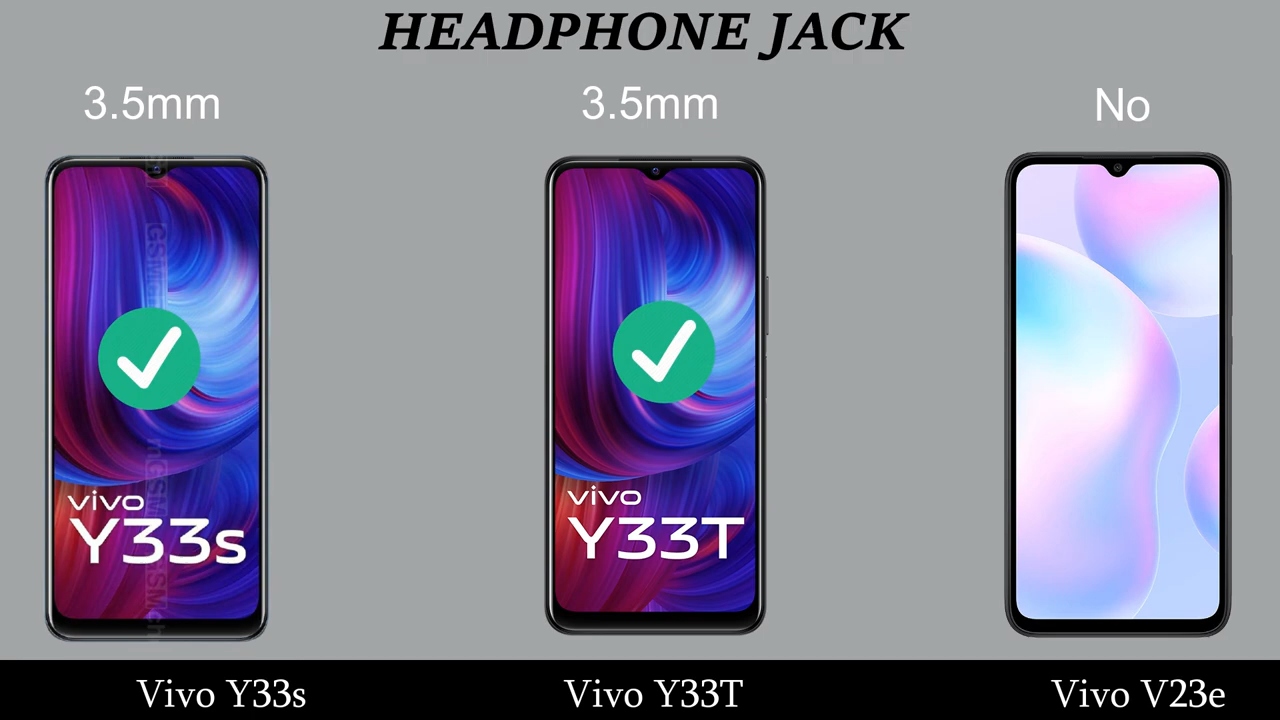 HEADPHONE JACK
3.5mm
3.5mm
No
vivo
Y33s
vivo
Y33T
Vivo Y33s
Vivo Y33T
Vivo V23e